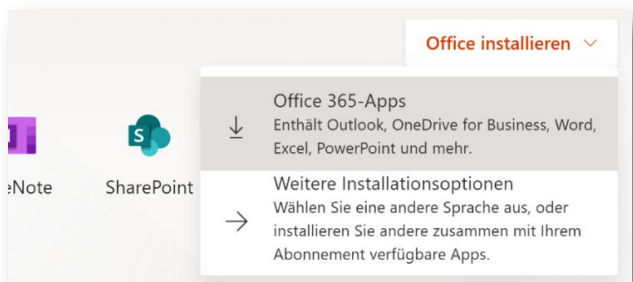 Office installieren
Office 365-Apps
Enthält Outlook, OneDrive for Business, Word,
Excel, PowerPoint und mehr.
eNote SharePoint
Weitere Installationsoptionen
Wählen Sie eine andere Sprache aus, oder
installieren Sie andere zusammen mit Ihrem
Abonnement verfügbare Apps.